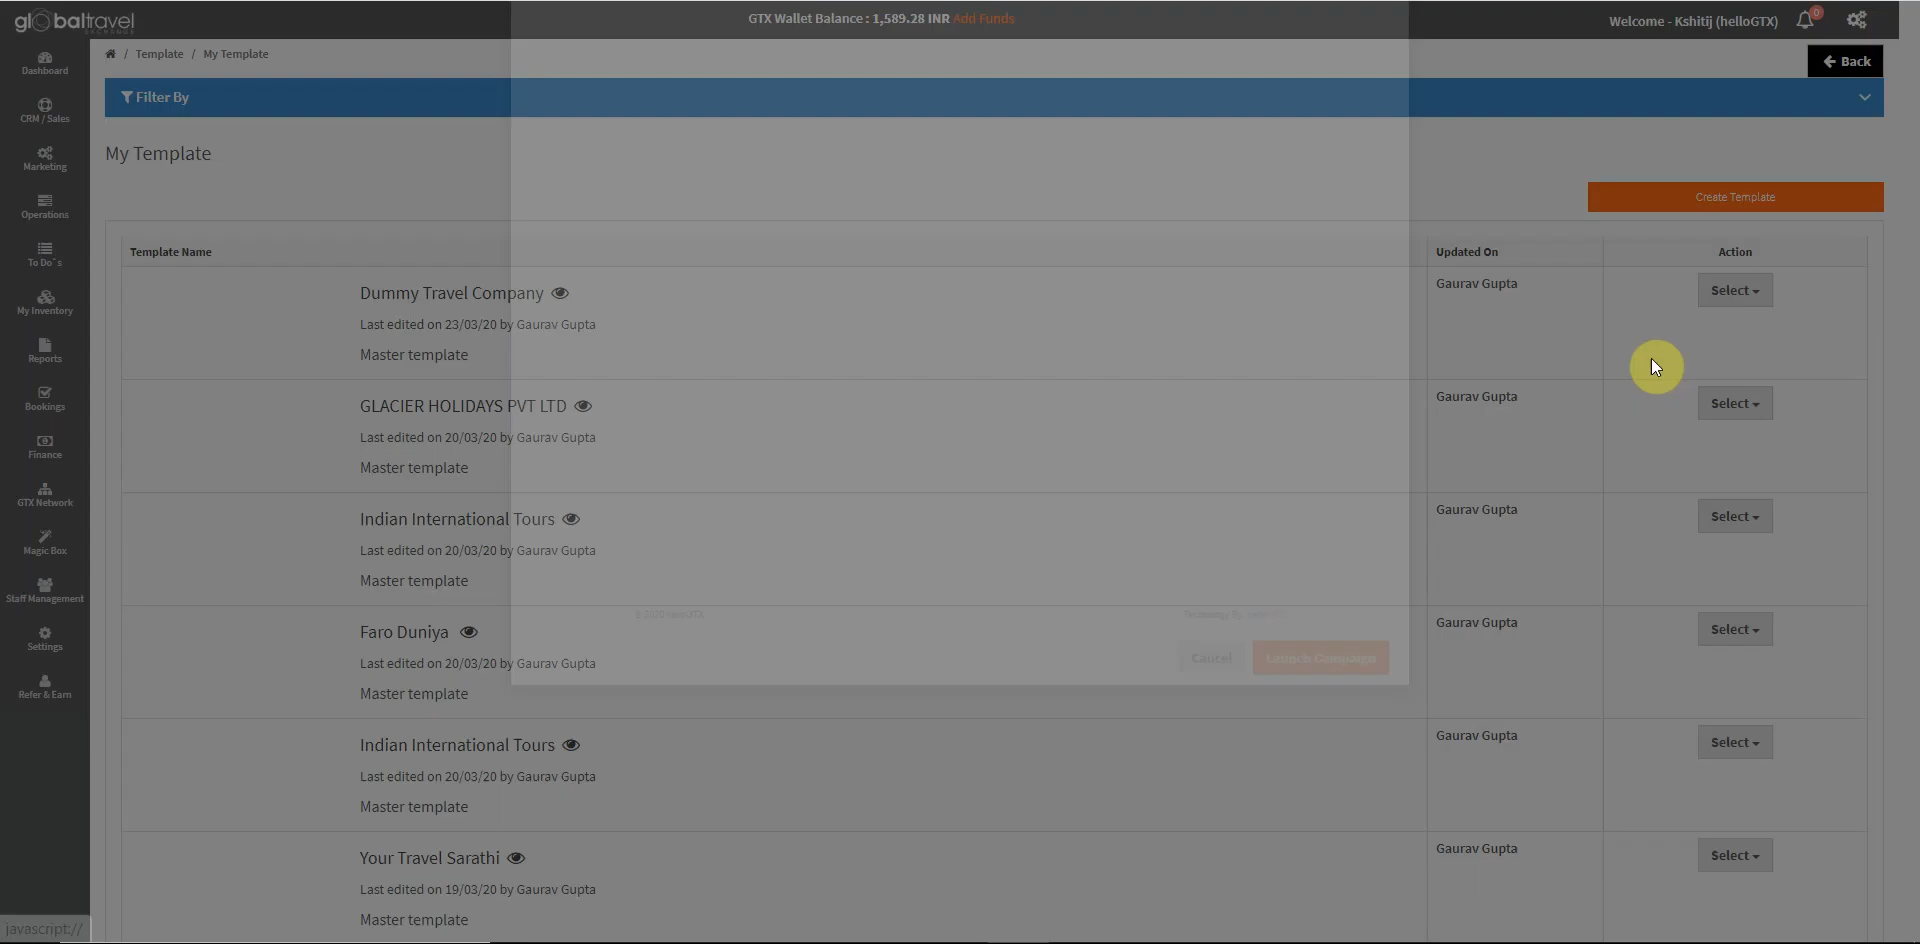 globaltravel
EXCHANGE
GTX Wallet Balance : 1,589.28 INR Add Funds
Welcome - Kshitij (helloGTX)
0
Dashboard
CRM / Sales
Marketing
Operations
To Do`s
My Inventory
Reports
Bookings
Finance
GTX Network
Magic Box
Staff Management
Settings
Refer & Earn
/ Template / My Template
Back
Filter By
My Template
Create Template
Template Name Updated On Action
Dummy Travel Company
Last edited on 23/03/20 by Gaurav Gupta
Master template
Gaurav Gupta
Select
GLACIER HOLIDAYS PVT LTD
Last edited on 20/03/20 by Gaurav Gupta
Master template
Gaurav Gupta
Select
Indian International Tours
Last edited on 20/03/20 by Gaurav Gupta
Master template
Gaurav Gupta
Select
Faro Duniya
Last edited on 20/03/20 by Gaurav Gupta
Master template
Gaurav Gupta
Select
Indian International Tours
Last edited on 20/03/20 by Gaurav Gupta
Master template
Gaurav Gupta
Select
Your Travel Sarathi
Last edited on 19/03/20 by Gaurav Gupta
Master template
Gaurav Gupta
Select
Cancel
Launch Campaign
javascript://